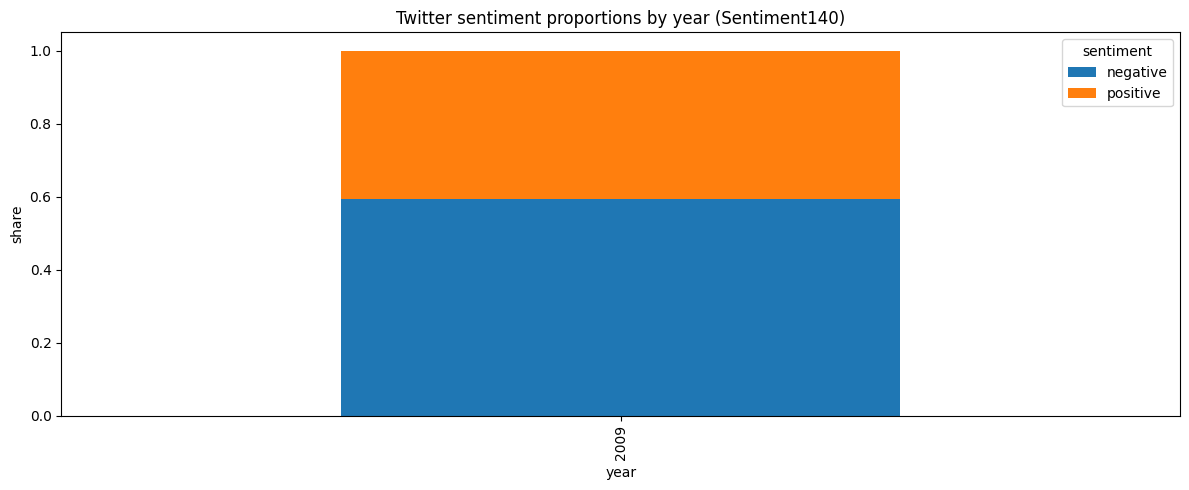 Twitter sentiment proportions by year (Sentiment140)
sentiment
negative
positive
1.0
0.8
0.6
0.4
0.2
0.0
share
2009
year